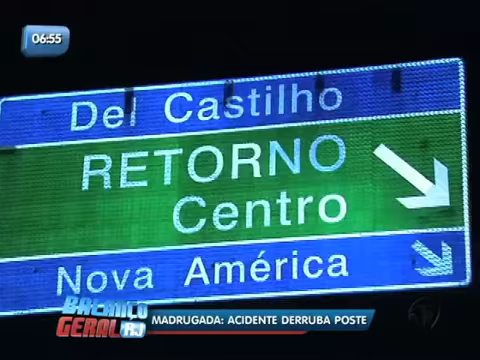 06:55
Del Castilho
RETORNO
Centro
Nova América
BALANÇO
GERAL RJ
MADRUGADA: ACIDENTE DERRUBA POSTE